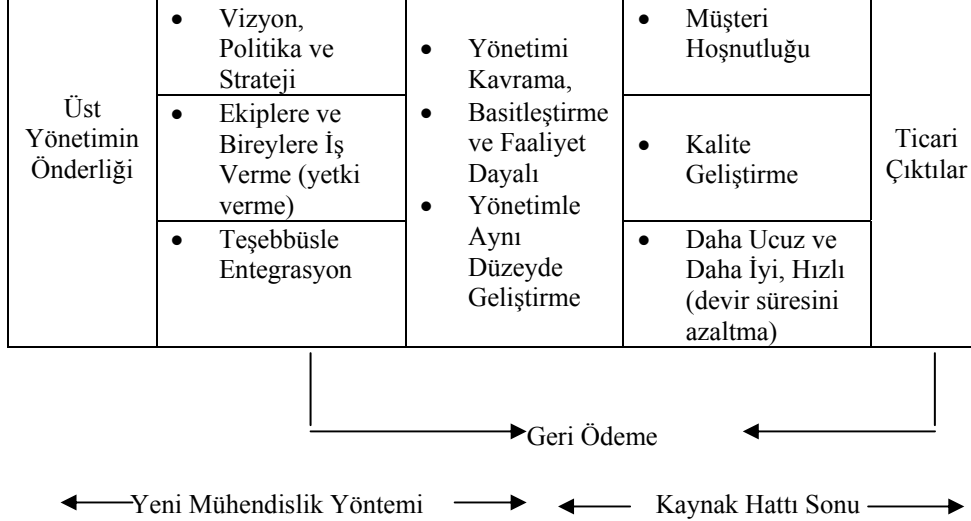 Üst
Yönetimin
Önderliği
• Vizyon,
Politika ve
Strateji
• Ekiplere ve
Bireylere İş
Verme (yetki
verme)
• Teşebbüsle
Entegrasyon
• Yönetimi
Kavrama,
• Basitleştirme
ve Faaliyet
Dayalı
• Yönetimle
Aynı
Düzeyde
Geliştirme
• Müşteri
Hoşnutluğu
• Kalite
Geliştirme
• Daha Ucuz ve
Daha İyi, Hızlı
(devir süresini
azaltma)
Ticari
Çıktılar
Geri Ödeme
Yeni Mühendislik Yöntemi
Kaynak Hattı Sonu